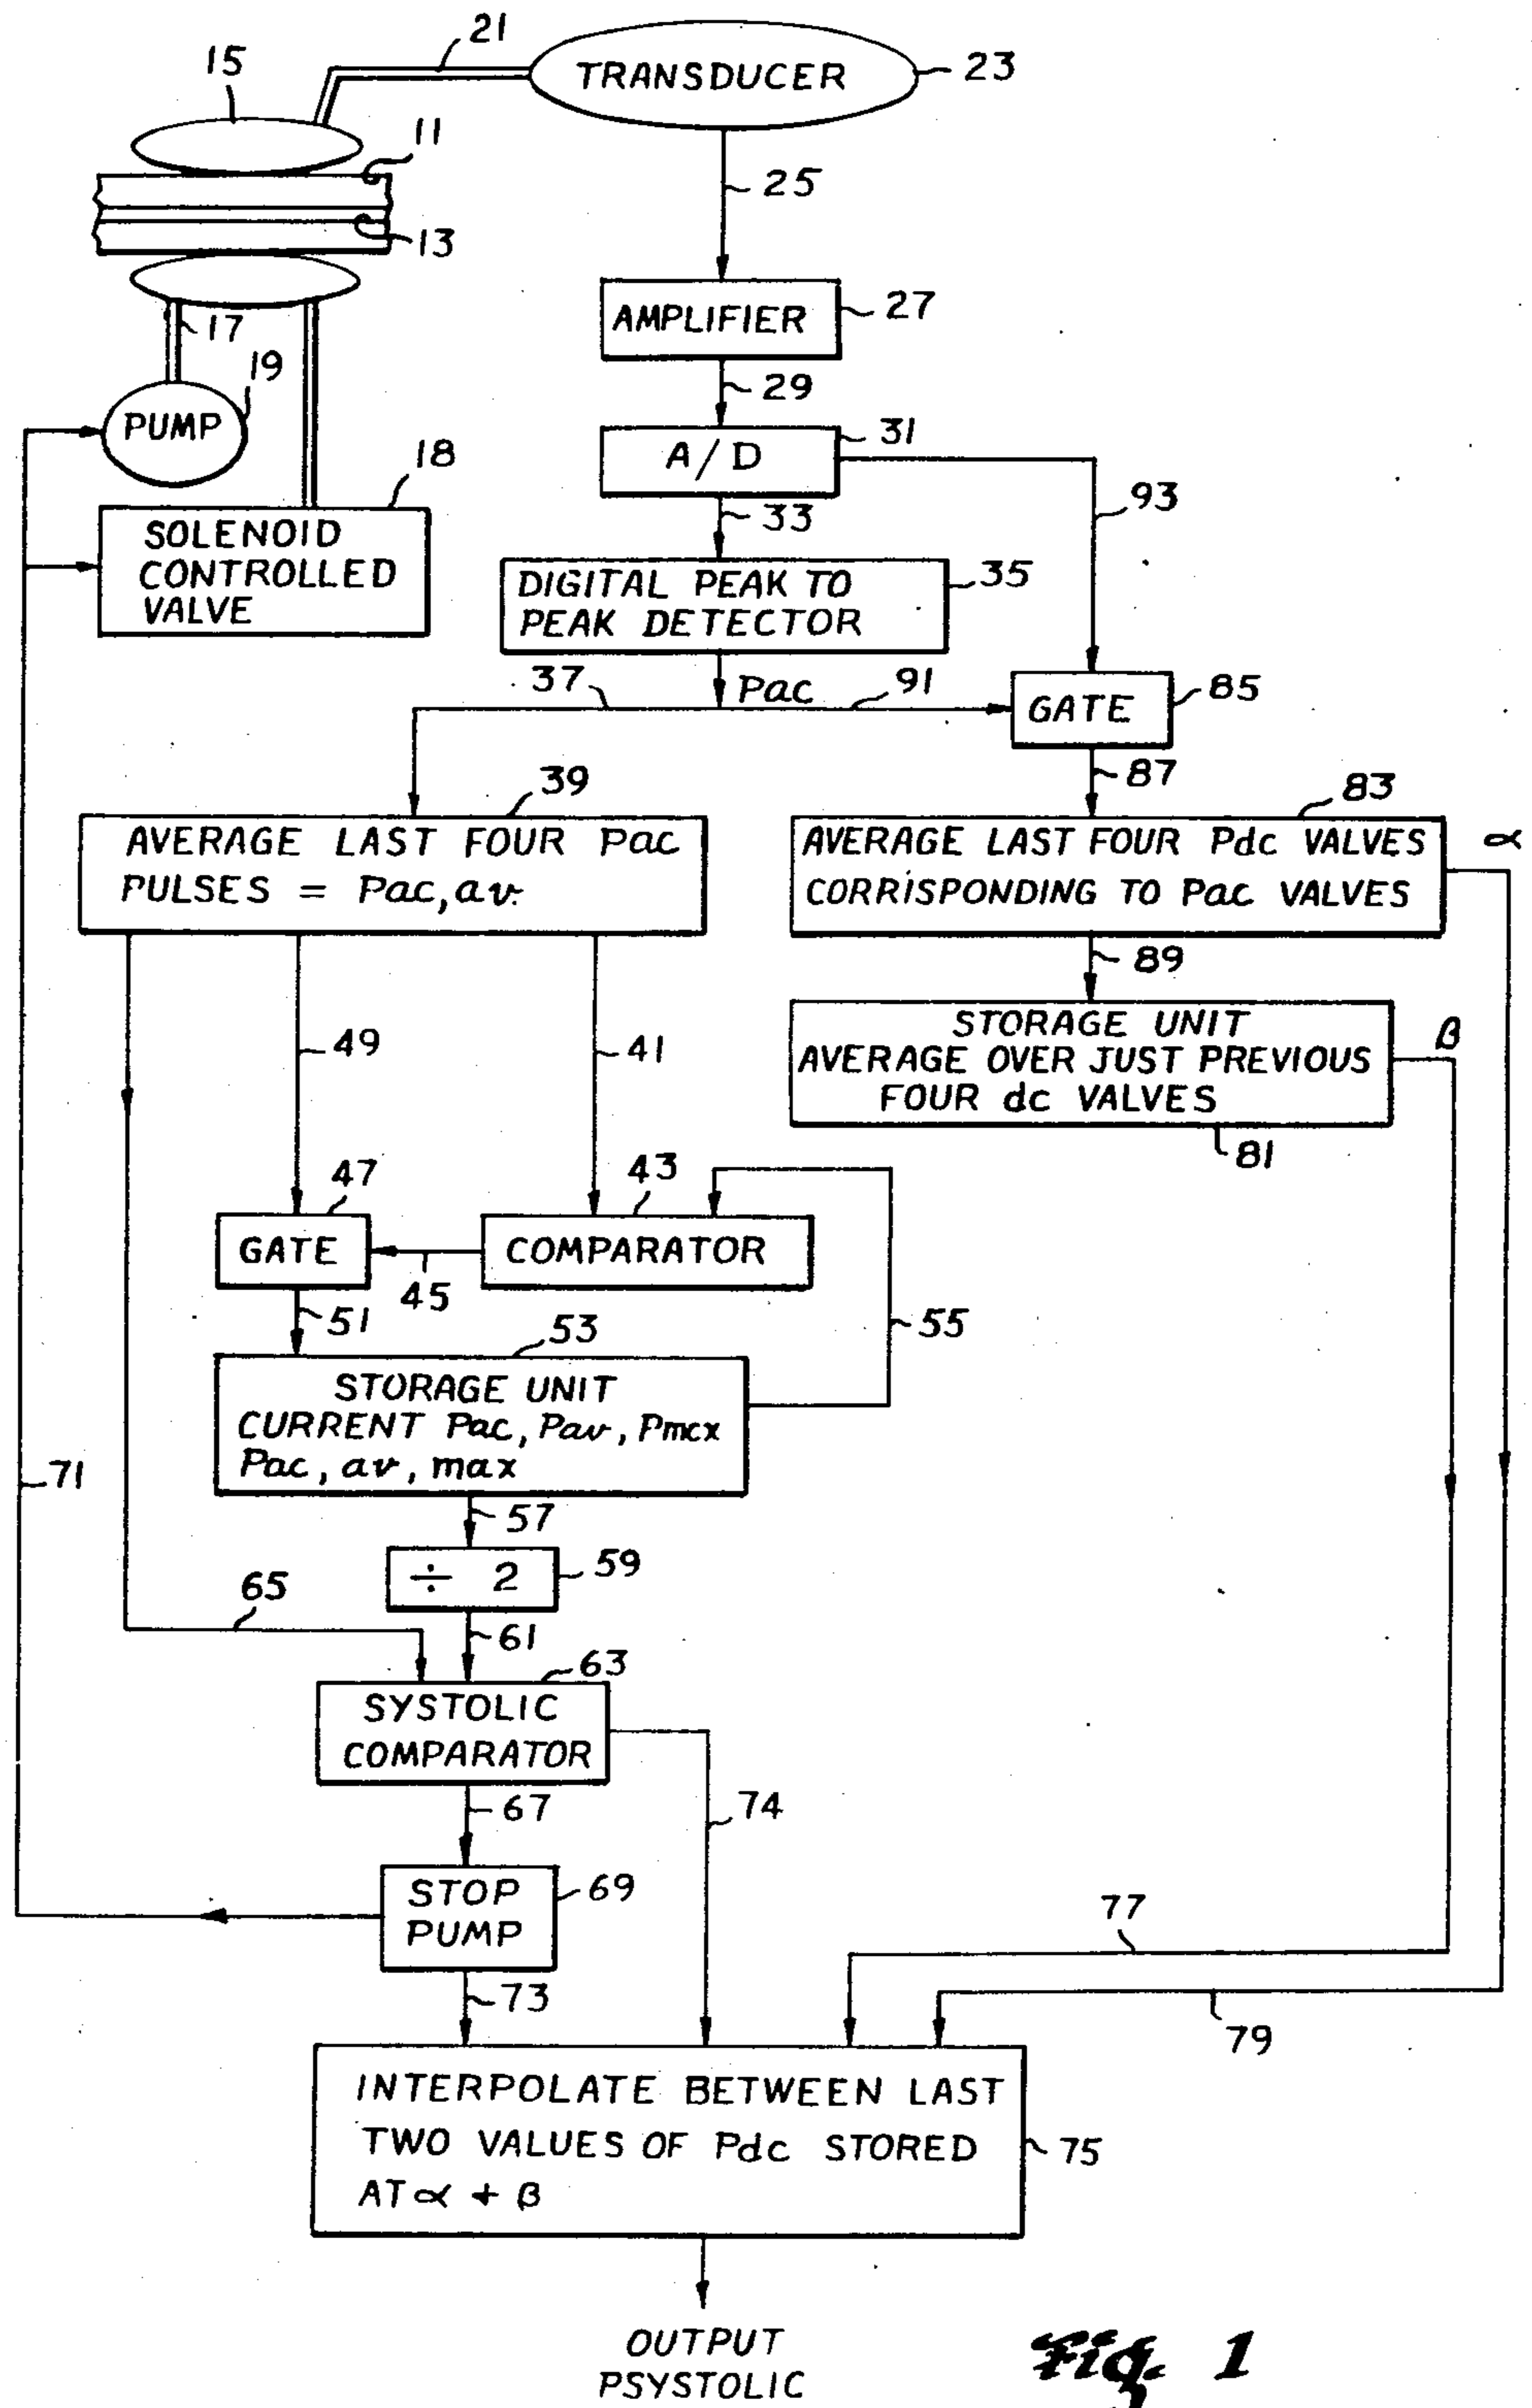 21
15
TRANSDUCER
23
11
25
13
17
AMPLIFIER
27
19
29
PUMP
31
A/D
18
93
33
SOLENOID
CONTROLLED
VALVE
DIGITAL PEAK TO
PEAK DETECTOR
35
37
Pac
91
GATE
85
87
39
83
AVERAGE LAST FOUR Pac
PULSES = Pac, av.
AVERAGE LAST FOUR Pdc VALVES
CORRISPONDING TO Pac VALVES
α
89
STORAGE UNIT
AVERAGE OVER JUST PREVIOUS
FOUR dc VALVES
β
49
41
81
47
43
GATE
COMPARATOR
45
51
53
55
STORAGE UNIT
CURRENT Pac, Pav, Pmcx
Pac, av, max
71
57
÷ 2
59
65
61
63
SYSTOLIC
COMPARATOR
67
74
STOP
PUMP
69
77
73
79
INTERPOLATE BETWEEN LAST
TWO VALUES OF Pdc STORED
AT α + β
75
OUTPUT
PSYSTOLIC
Fig. 1